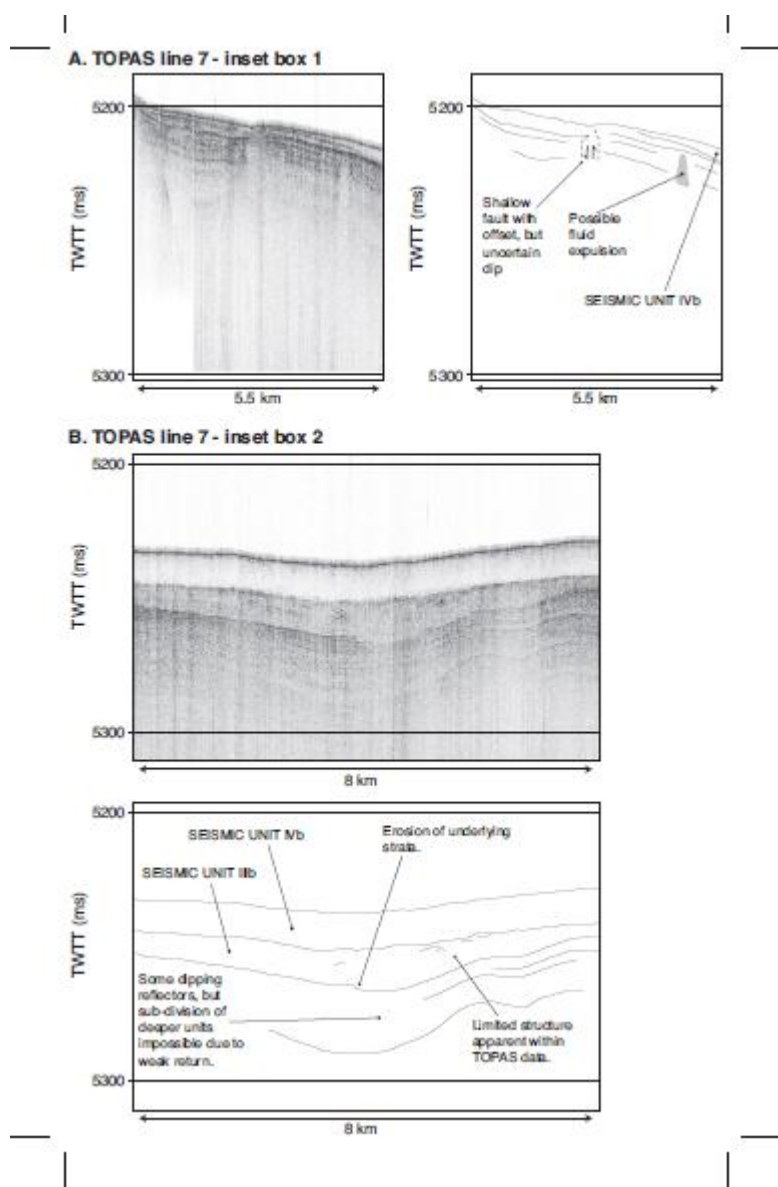 A. TOPAS line 7 - inset box 1
5200
TWTT (ms)
5300
5.5 km
5200
TWTT (ms)
Shallow
fault with
offset, but
uncertain
dip
Possible
fluid
expulsion
SEISMIC UNIT IVb
5300
5.5 km
B. TOPAS line 7 - inset box 2
5200
TWTT (ms)
5300
8 km
5200
TWTT (ms)
SEISMIC UNIT IVb
Erosion of underlying
strata.
SEISMIC UNIT IIIb
Some dipping
reflectors, but
sub-division of
deeper units
impossible due to
weak return.
Limited structure
apparent within
TOPAS data.
5300
8 km